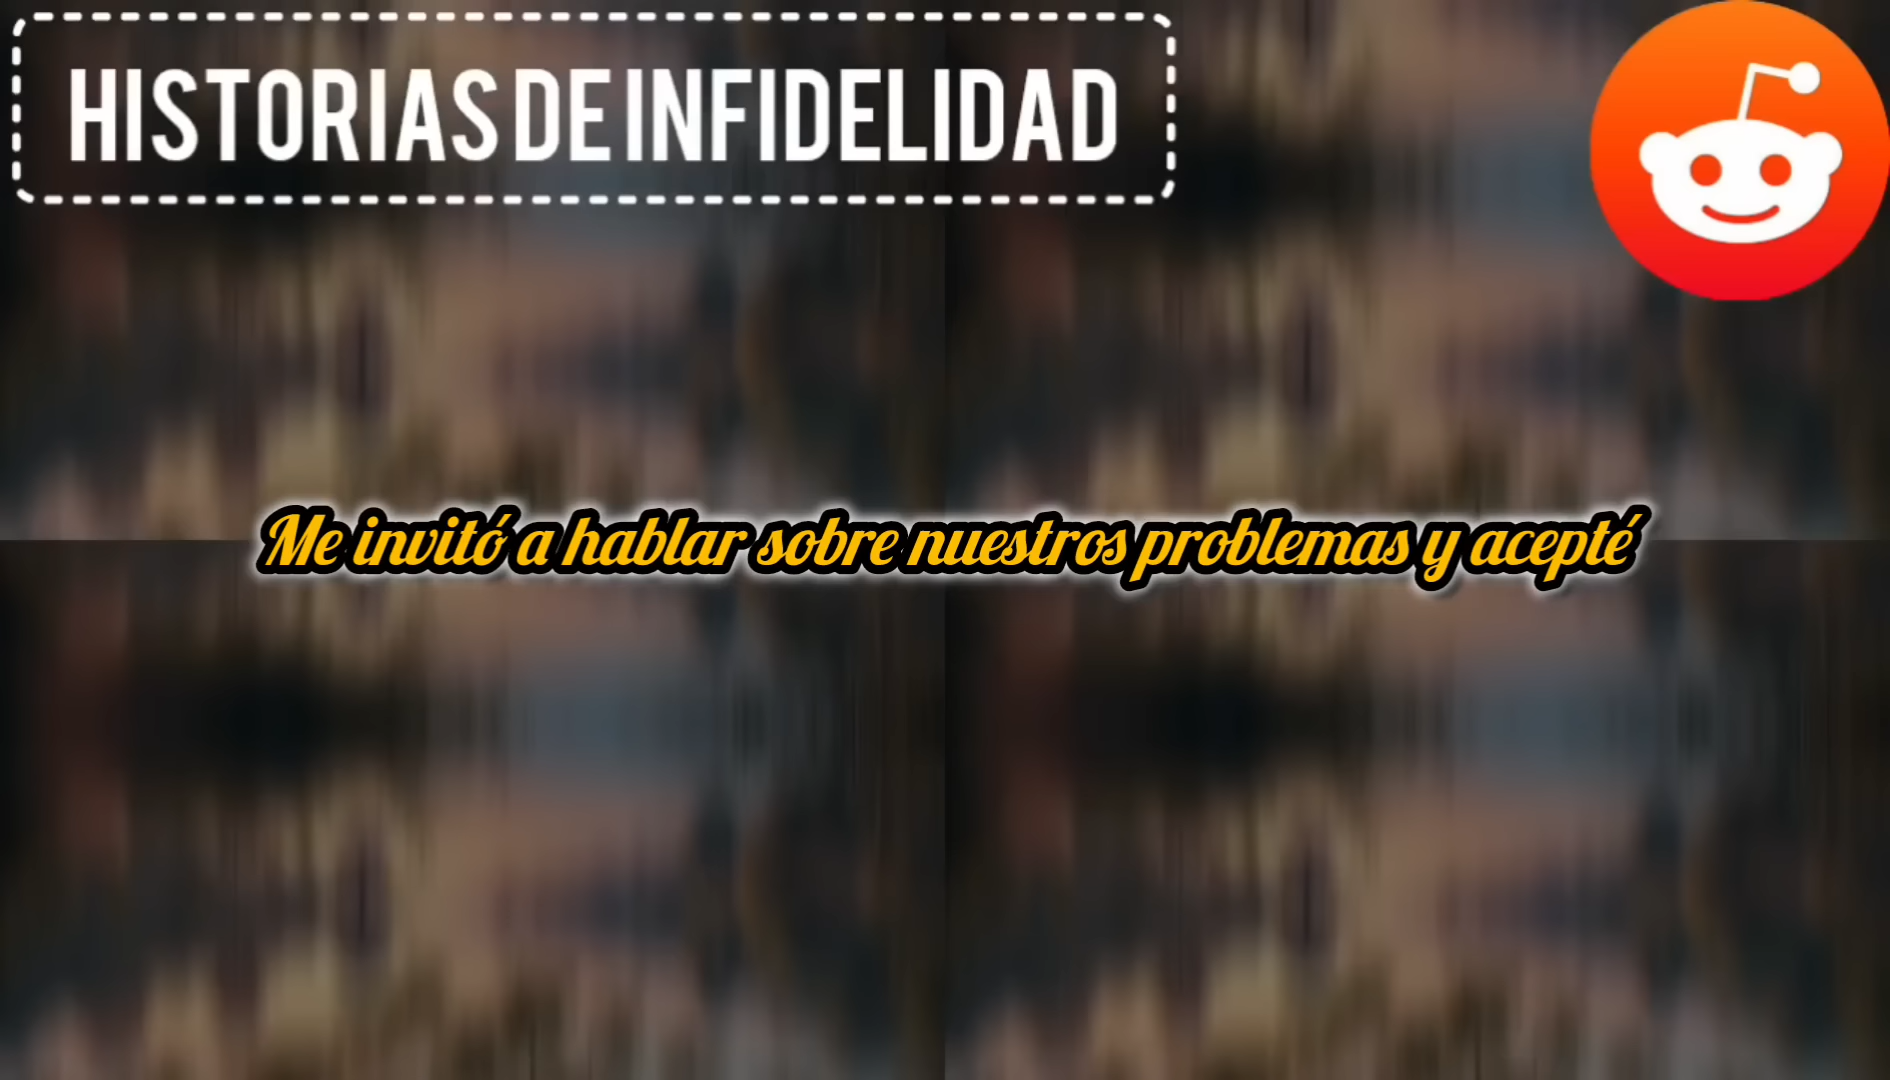 HISTORIAS DE INFIDELIDAD
Me invitó a hablar sobre nuestros problemas y acepté